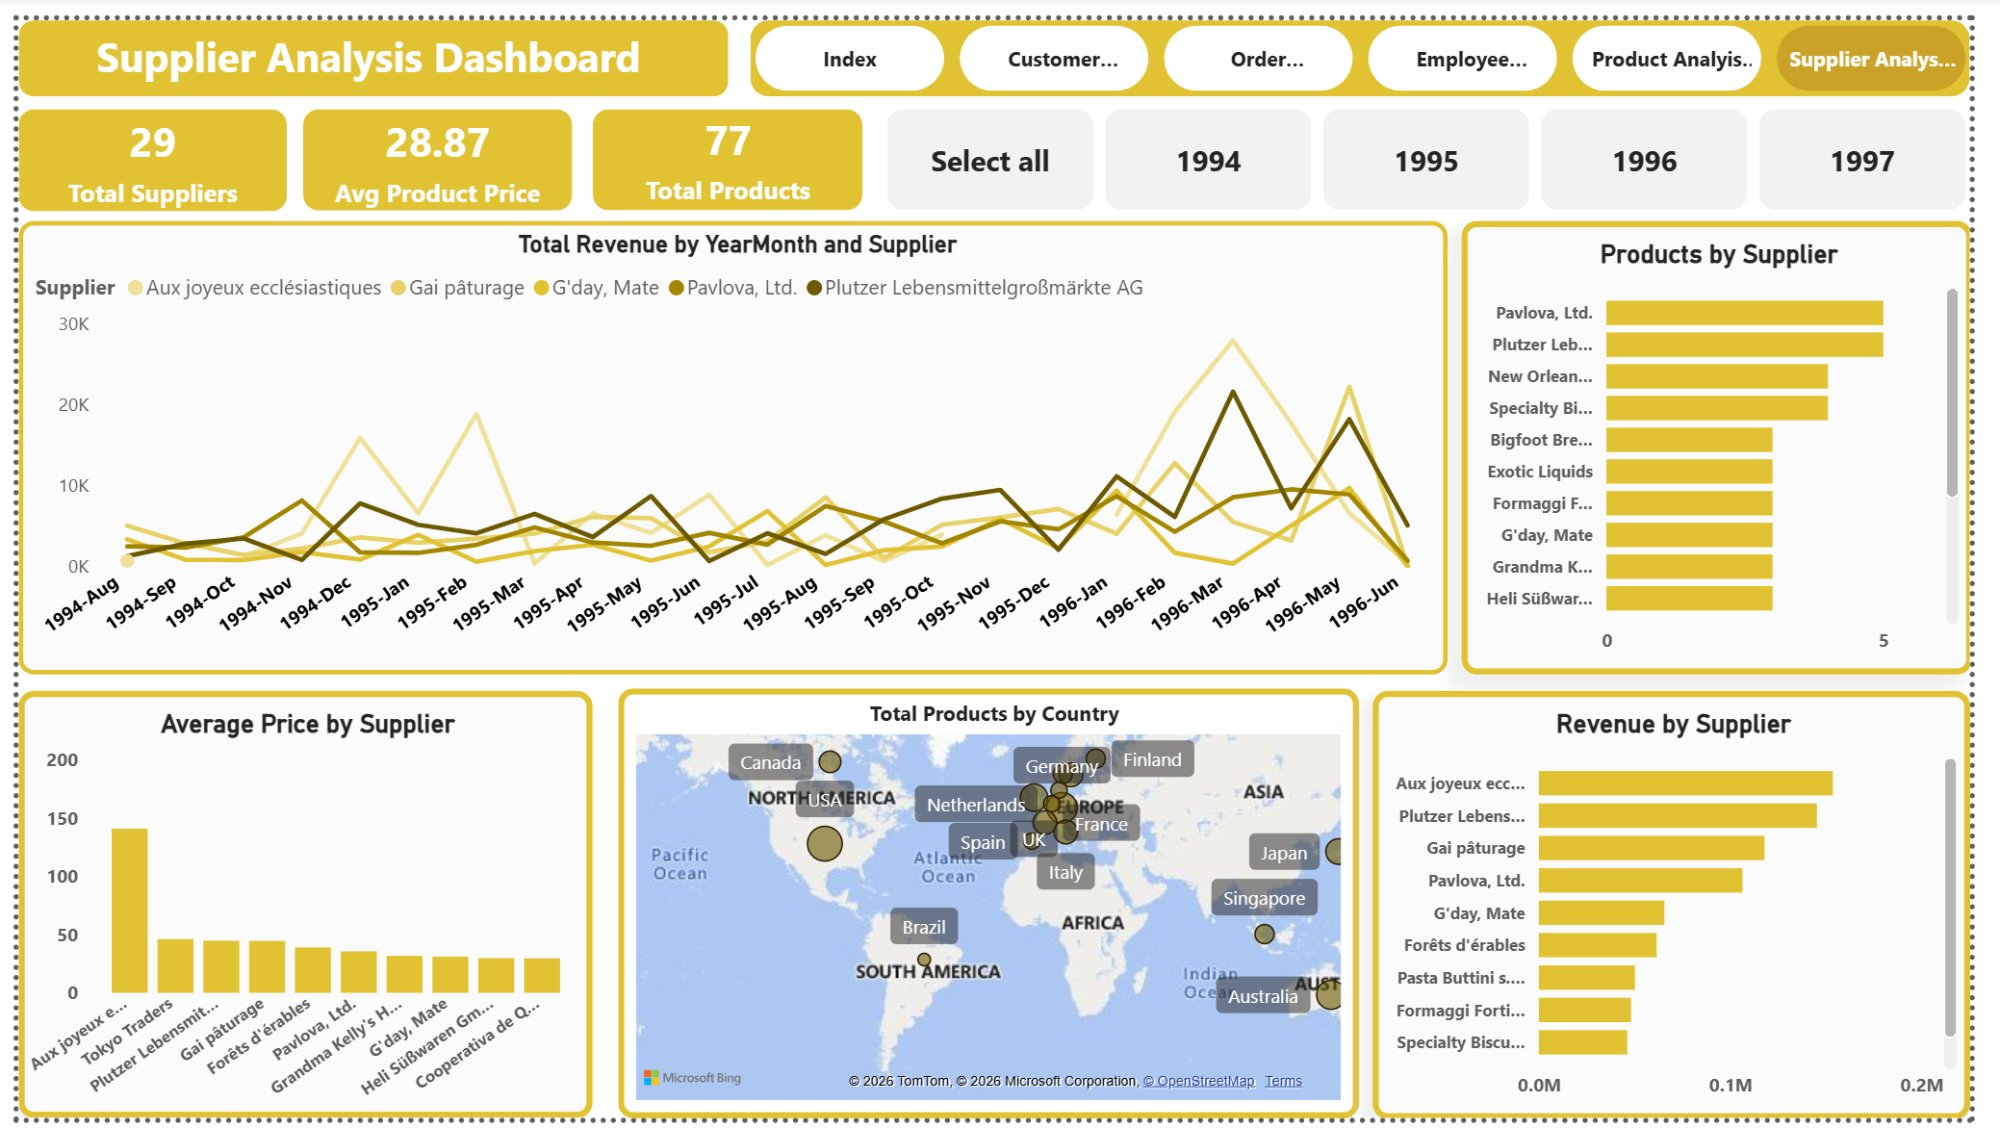 Supplier Analysis Dashboard
Index
Customer...
Order...
Employee...
Product Analyis..
Supplier Analys...
29
Total Suppliers
28.87
Avg Product Price
77
Total Products
Select all
1994
1995
1996
1997
Total Revenue by YearMonth and Supplier
Supplier Aux joyeux ecclésiastiques Gai pâturage G'day, Mate Pavlova, Ltd. Plutzer Lebensmittelgroßmärkte AG
30K
20K
10K
0K
1994-Aug
1994-Sep
1994-Oct
1994-Nov
1994-Dec
1995-Jan
1995-Feb
1995-Mar
1995-Apr
1995-May
1995-Jun
1995-Jul
1995-Aug
1995-Sep
1995-Oct
1995-Nov
1995-Dec
1996-Jan
1996-Feb
1996-Mar
1996-Apr
1996-May
1996-Jun
Products by Supplier
Pavlova, Ltd.
Plutzer Leb...
New Orlean...
Specialty Bi...
Bigfoot Bre...
Exotic Liquids
Formaggi F...
G'day, Mate
Grandma K...
Heli Süßwar...
0 5
Average Price by Supplier
200
150
100
50
0
Aux joyeux e...
Tokyo Traders
Plutzer Lebensmit...
Gai pâturage
Forêts d'érables
Pavlova, Ltd.
Grandma Kelly's H...
G'day, Mate
Heli Süßwaren Gm...
Cooperativa de Q...
Total Products by Country
Canada
Germany
Finland
USA
NORTH AMERICA
Netherlands
EUROPE
ASIA
France
Spain
UK
Japan
Pacific
Ocean
Atlantic
Ocean
Italy
Singapore
Brazil
AFRICA
SOUTH AMERICA
Indian
Ocea
AUST
Australia
Microsoft Bing
© 2026 TomTom, © 2026 Microsoft Corporation, © OpenStreetMap Terms
Revenue by Supplier
Aux joyeux ecc...
Plutzer Lebens...
Gai pâturage
Pavlova, Ltd.
G'day, Mate
Forêts d'érables
Pasta Buttini s....
Formaggi Forti...
Specialty Biscu...
0.0M 0.1M 0.2M